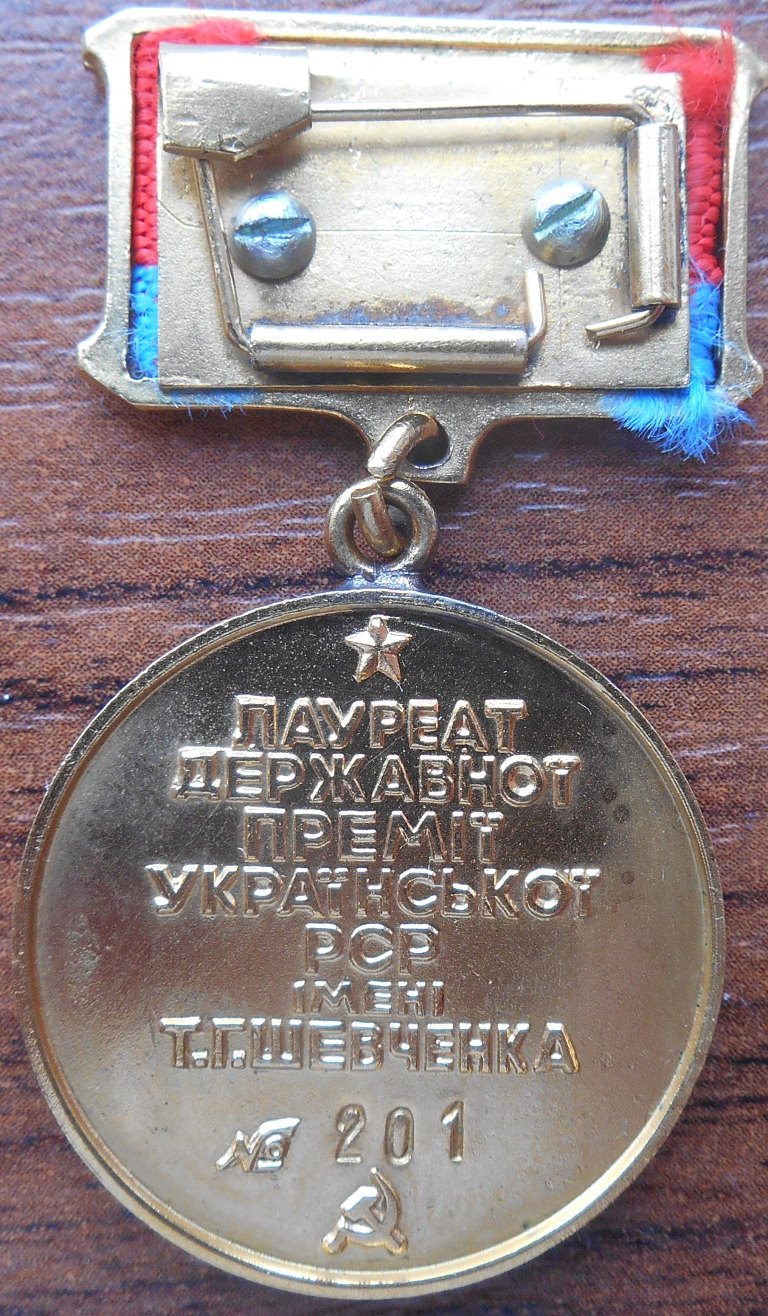 ЛАУРЕАТ
ДЕРЖАВНОЇ
ПРЕМІЇ
УКРАЇНСЬКОЇ
РСР
ІМЕНІ
Т.Г.ШЕВЧЕНКА
№ 201